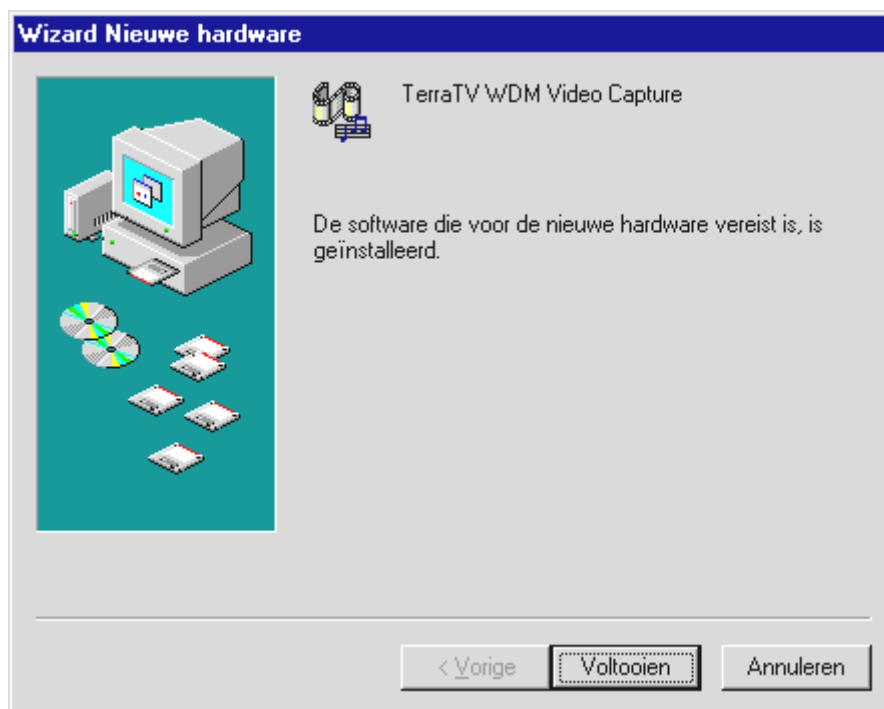 Wizard Nieuwe hardware
TerraTV WDM Video Capture
De software die voor de nieuwe hardware vereist is, is
geïnstalleerd.
< Vorige
Voltooien
Annuleren